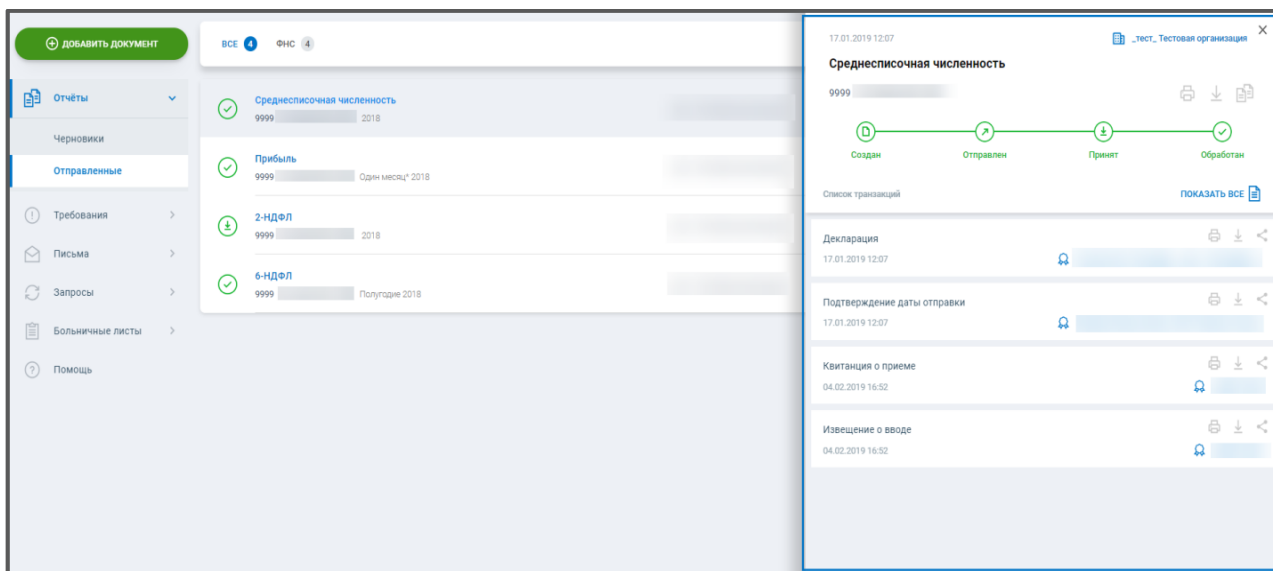 ДОБАВИТЬ ДОКУМЕНТ
Отчёты
Черновики
Отправленные
Требования
Письма
Запросы
Больничные листы
Помощь
ВСЕ 4 ФНС 4
Среднесписочная численность
9999 2018
Прибыль
9999 Один месяц* 2018
2-НДФЛ
9999 2018
6-НДФЛ
9999 Полугодие 2018
17.01.2019 12:07 _тест_ Тестовая организация
Среднесписочная численность
9999
Создан Отправлен Принят Обработан
Список транзакций ПОКАЗАТЬ ВСЕ
Декларация
17.01.2019 12:07
Подтверждение даты отправки
17.01.2019 12:07
Квитанция о приеме
04.02.2019 16:52
Извещение о вводе
04.02.2019 16:52